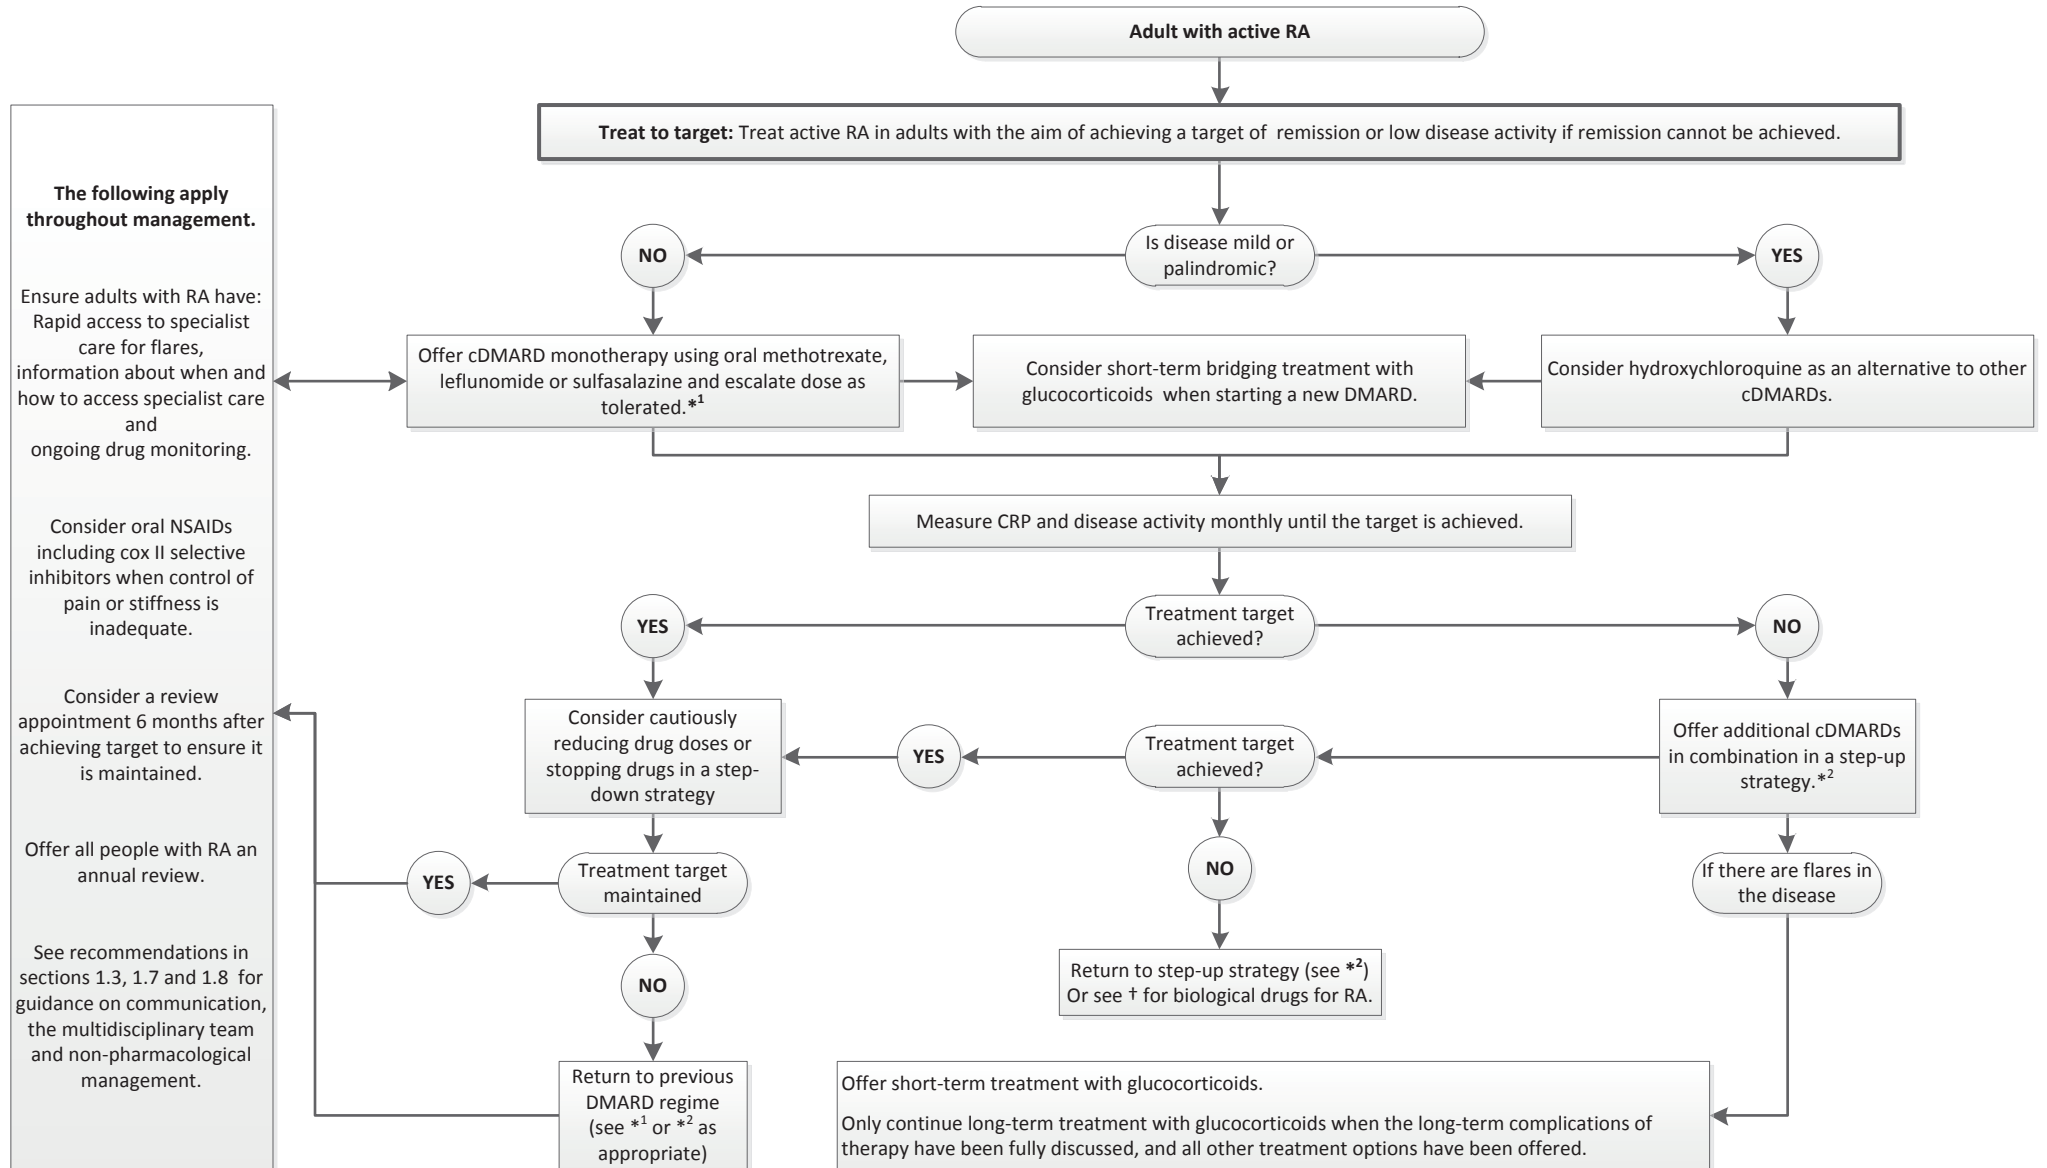 Adult with active RA
Treat to target: Treat active RA in adults with the aim of achieving a target of remission or low disease activity if remission cannot be achieved.
The following apply
throughout management.
Ensure adults with RA have:
Rapid access to specialist
care for flares,
information about when and
how to access specialist care
and
ongoing drug monitoring.
Consider oral NSAIDs
including cox II selective
inhibitors when control of
pain or stiffness is
inadequate.
Consider a review
appointment 6 months after
achieving target to ensure it
is maintained.
Offer all people with RA an
annual review.
See recommendations in
sections 1.3, 1.7 and 1.8 for
guidance on communication,
the multidisciplinary team
and non-pharmacological
management.
NO
Is disease mild or
palindromic?
YES
Offer cDMARD monotherapy using oral methotrexate,
leflunomide or sulfasalazine and escalate dose as
tolerated.*1
Consider short-term bridging treatment with
glucocorticoids when starting a new DMARD.
Consider hydroxychloroquine as an alternative to other
cDMARDs.
Measure CRP and disease activity monthly until the target is achieved.
YES
Treatment target
achieved?
NO
Consider cautiously
reducing drug doses or
stopping drugs in a step-
down strategy
YES
Treatment target
achieved?
Offer additional cDMARDs
in combination in a step-up
strategy.*2
YES
Treatment target
maintained
NO
If there are flares in
the disease
NO
Return to step-up strategy (see *2)
Or see † for biological drugs for RA.
Return to previous
DMARD regime
(see *1 or *2 as
appropriate)
Offer short-term treatment with glucocorticoids.
Only continue long-term treatment with glucocorticoids when the long-term complications of
therapy have been fully discussed, and all other treatment options have been offered.